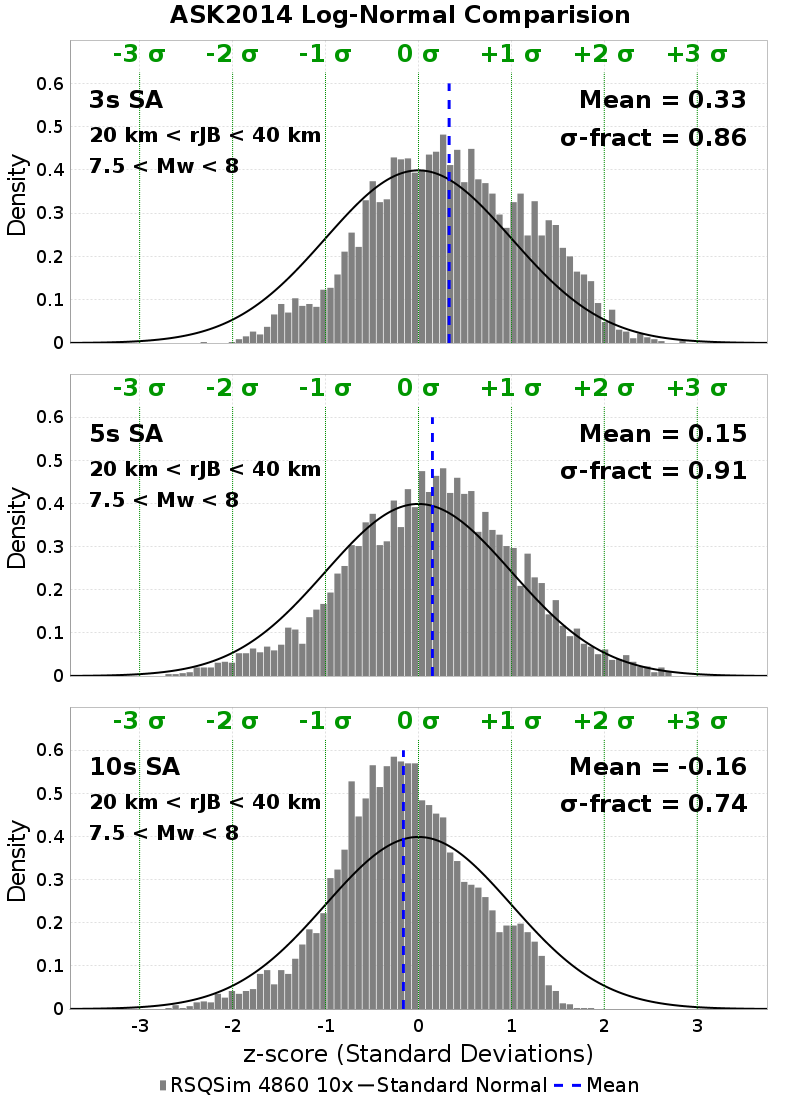 ASK2014 Log-Normal Comparision
-3 σ -2 σ -1 σ 0 σ +1 σ +2 σ +3 σ
3s SA
20 km < rJB < 40 km
7.5 < Mw < 8
Mean = 0.33
σ-fract = 0.86
Density
0.6
0.5
0.4
0.3
0.2
0.1
0
-3 σ -2 σ -1 σ 0 σ +1 σ +2 σ +3 σ
5s SA
20 km < rJB < 40 km
7.5 < Mw < 8
Mean = 0.15
σ-fract = 0.91
Density
0.6
0.5
0.4
0.3
0.2
0.1
0
-3 σ -2 σ -1 σ 0 σ +1 σ +2 σ +3 σ
10s SA
20 km < rJB < 40 km
7.5 < Mw < 8
Mean = -0.16
σ-fract = 0.74
Density
0.6
0.5
0.4
0.3
0.2
0.1
0
-3 -2 -1 0 1 2 3
z-score (Standard Deviations)
RSQSim 4860 10x Standard Normal Mean